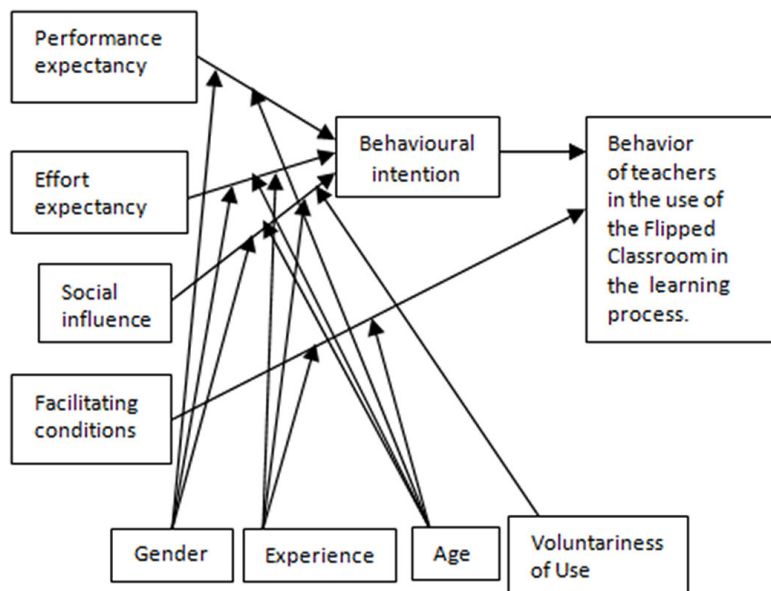 Performance
expectancy
Effort
expectancy
Social
influence
Facilitating
conditions
Behavioural
intention
Behavior
of teachers
in the use of
the Flipped
Classroom in
the learning
process.
Gender
Experience
Age
Voluntariness
of Use